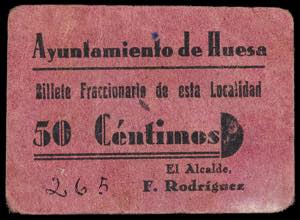 Ayuntamiento de Huesa
Billete Fraccionario de esta Localidad
50 Céntimos
El Alcalde,
265 F. Rodríguez